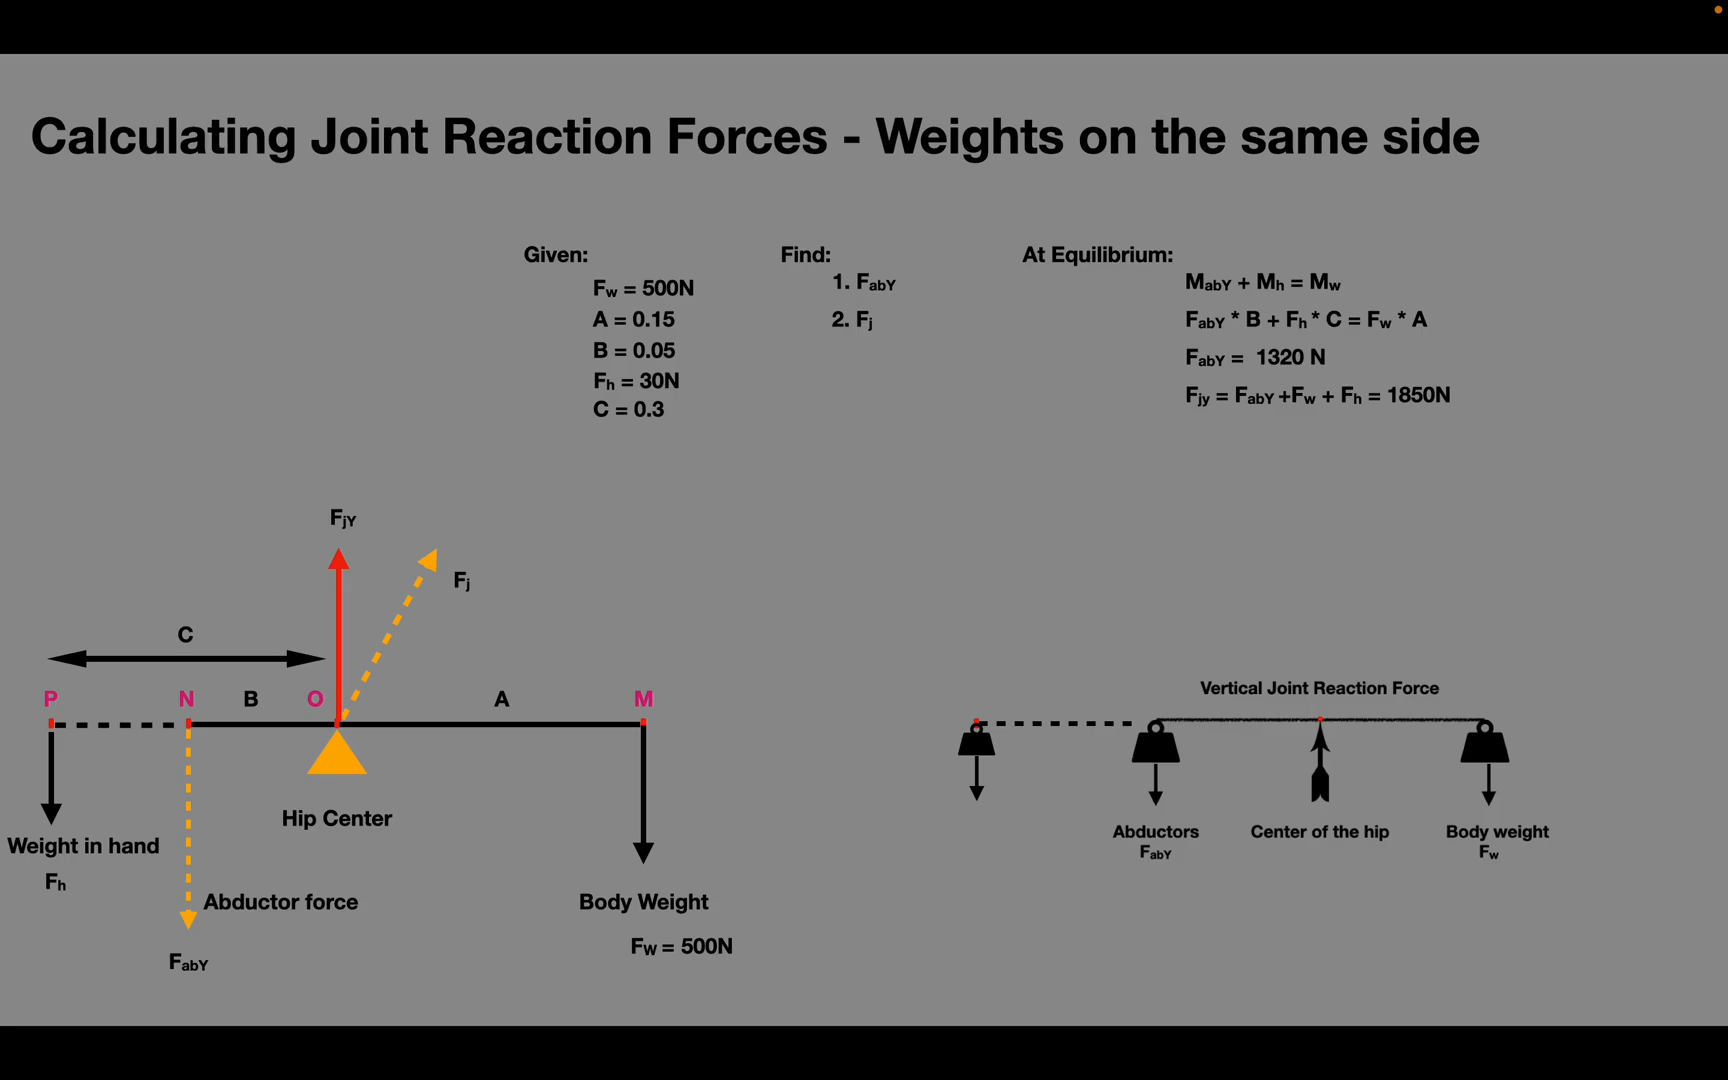 Calculating Joint Reaction Forces - Weights on the same side
Given:
Fw = 500N
A = 0.15
B = 0.05
Fh = 30N
C = 0.3
Find:
1. FabY
2. Fj
At Equilibrium:
MabY + Mh = Mw
FabY * B + Fh * C = Fw * A
FabY = 1320 N
Fjy = FabY +Fw + Fh = 1850N
FjY
Fj
C
P
N
B
O
A
M
Hip Center
Weight in hand
Fh
Abductor force
FabY
Body Weight
FW = 500N
Vertical Joint Reaction Force
Abductors
FabY
Center of the hip
Body weight
Fw